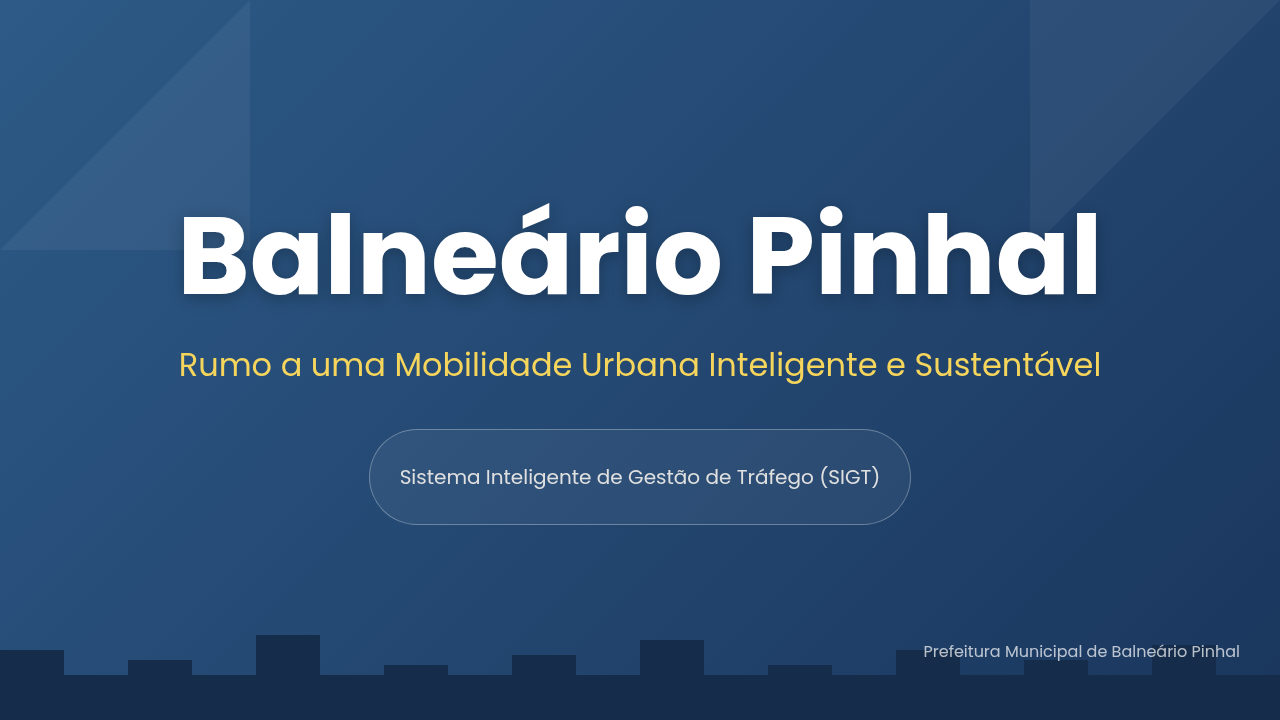 Balneário Pinhal
Rumo a uma Mobilidade Urbana Inteligente e Sustentável
Sistema Inteligente de Gestão de Tráfego (SIGT)
Prefeitura Municipal de Balneário Pinhal